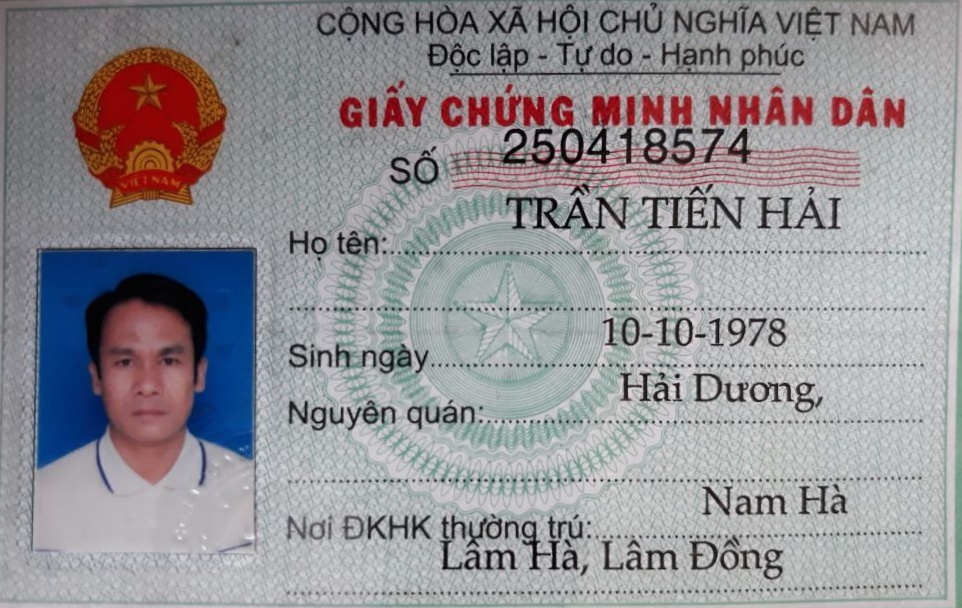 CỘNG HÒA XÃ HỘI CHỦ NGHĨA VIỆT NAM
Độc lập - Tự do - Hạnh phúc
GIẤY CHỨNG MINH NHÂN DÂN
SỐ 250418574
VIỆT NAM
Họ tên: TRẦN TIẾN HẢI
Sinh ngày 10-10-1978
Nguyên quán: Hải Dương,
Nơi ĐKHK thường trú: Nam Hà
Lâm Hà, Lâm Đồng